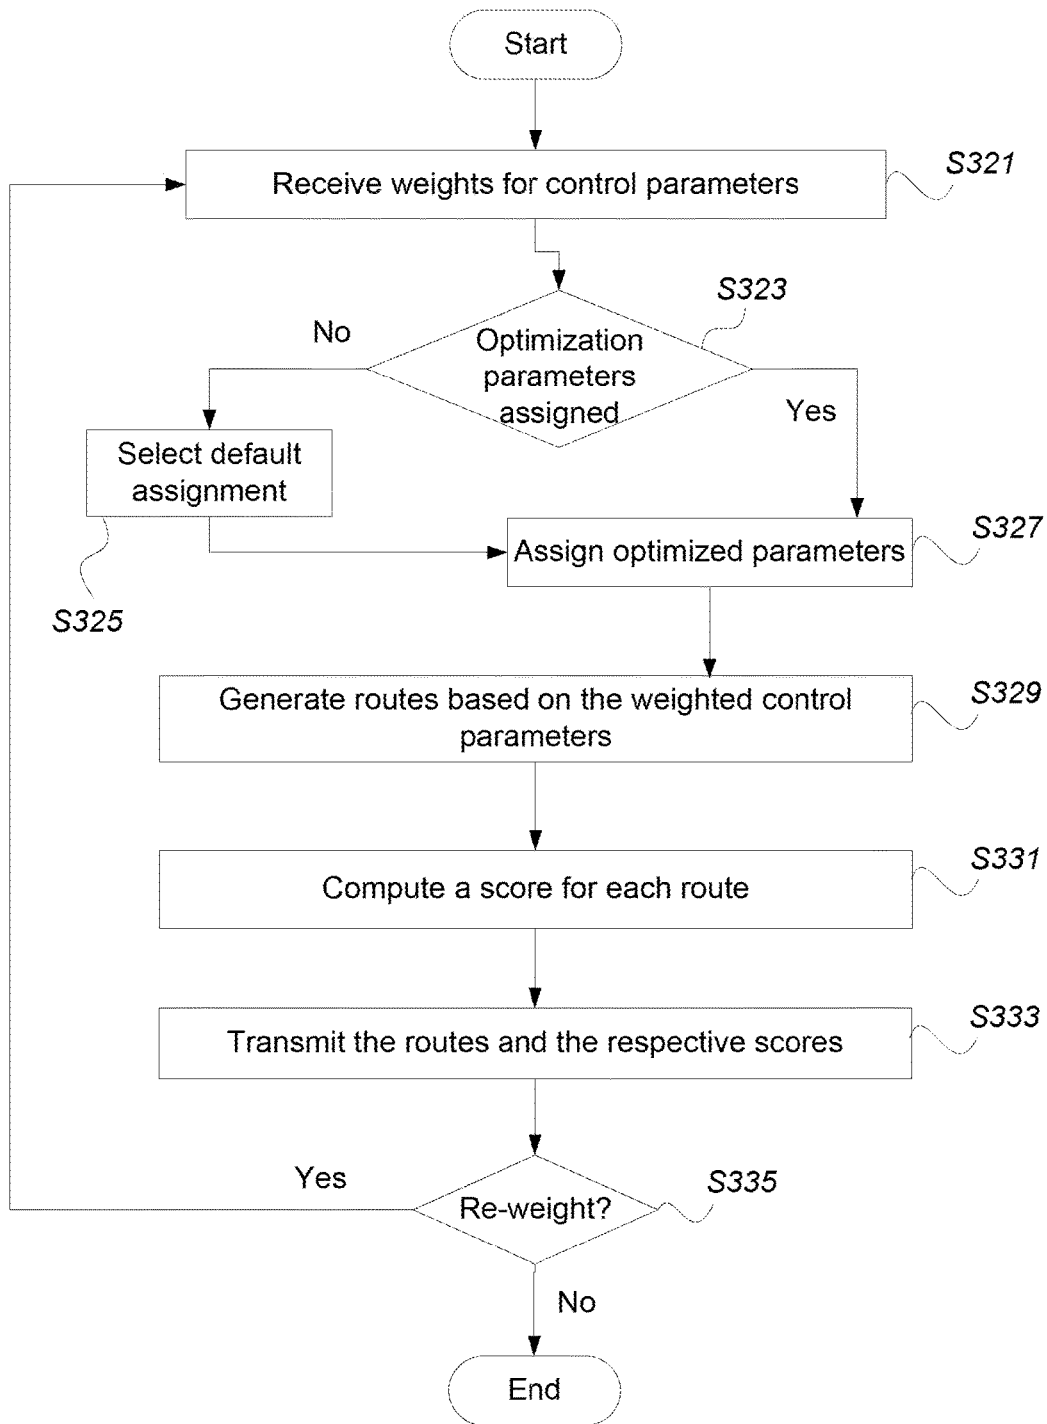 Start
Receive weights for control parameters
S321
S323
No
Optimization
parameters
assigned
Yes
Select default
assignment
S325
Assign optimized parameters
S327
Generate routes based on the weighted control
parameters
S329
Compute a score for each route
S331
Transmit the routes and the respective scores
S333
Yes
Re-weight?
S335
No
End